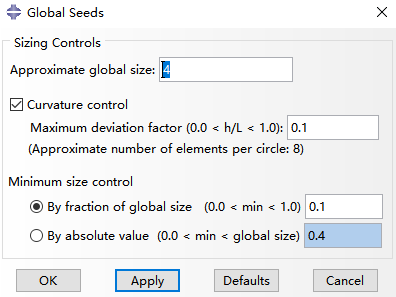 Global Seeds
Sizing Controls
Approximate global size: 4
Curvature control
Maximum deviation factor (0.0 < h/L < 1.0): 0.1
(Approximate number of elements per circle: 8)
Minimum size control
By fraction of global size (0.0 < min < 1.0) 0.1
By absolute value (0.0 < min < global size) 0.4
OK Apply Defaults Cancel